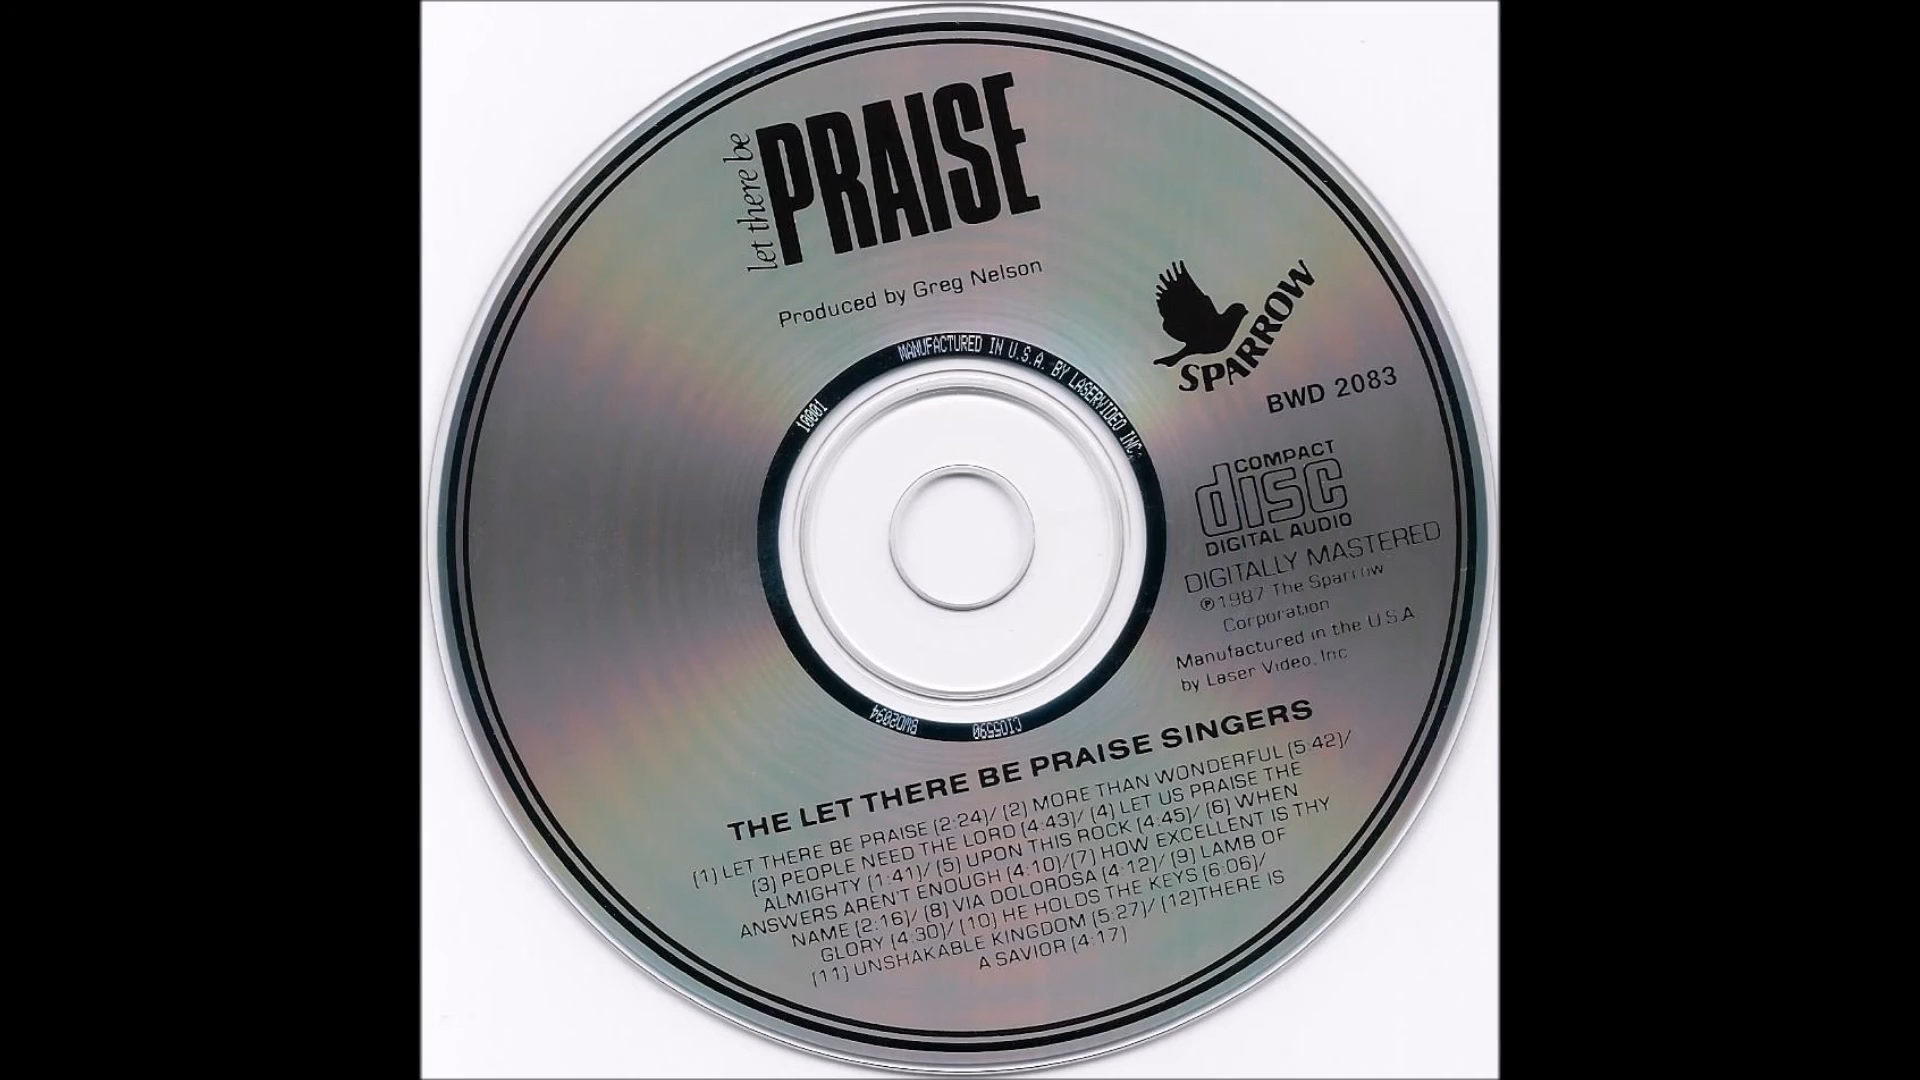 let there be
PRAISE
Produced by Greg Nelson
SPARROW
BWD 2083
MANUFACTURED IN U.S.A. BY LASERVIDEO INC.
10001
COMPACT
disc
DIGITAL AUDIO
DIGITALLY MASTERED
℗1987 The Sparrow
Corporation
Manufactured in the U.S.A
by Laser Video, Inc
BWD2094
CI05590
THE LET THERE BE PRAISE SINGERS
(1) LET THERE BE PRAISE (2:24)/ (2) MORE THAN WONDERFUL (5:42)/
(3) PEOPLE NEED THE LORD (4:43)/ (4) LET US PRAISE THE
ALMIGHTY (1:41)/ (5) UPON THIS ROCK (4:45)/ (6) WHEN
ANSWERS AREN'T ENOUGH (4:10)/(7) HOW EXCELLENT IS THY
NAME (2:16)/ (8) VIA DOLOROSA (4:12)/ (9) LAMB OF
GLORY (4:30)/ (10) HE HOLDS THE KEYS (6:06)/
(11) UNSHAKABLE KINGDOM (5:27)/ (12)THERE IS
A SAVIOR (4:17)